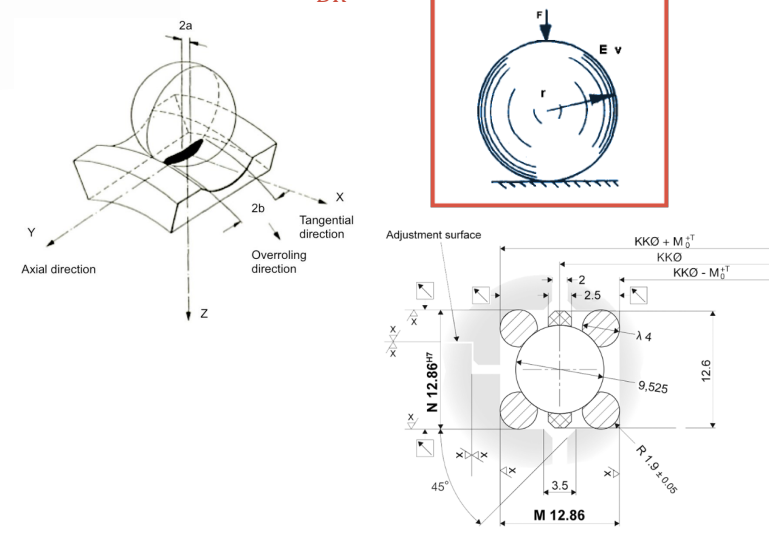 2a
2b
X
Tangential
direction
Y
Overroling
direction
Axial direction
Z
F
E v
r
Adjustment surface
KKØ + M₀⁺ᵀ
KKØ
KKØ - M₀⁺ᵀ
2
2.5
x
x
x
λ 4
N 12.86ᴴ⁷
9,525
12.6
x
x x
x
x
R 1.9 ± 0.05
45°
3.5
M 12.86